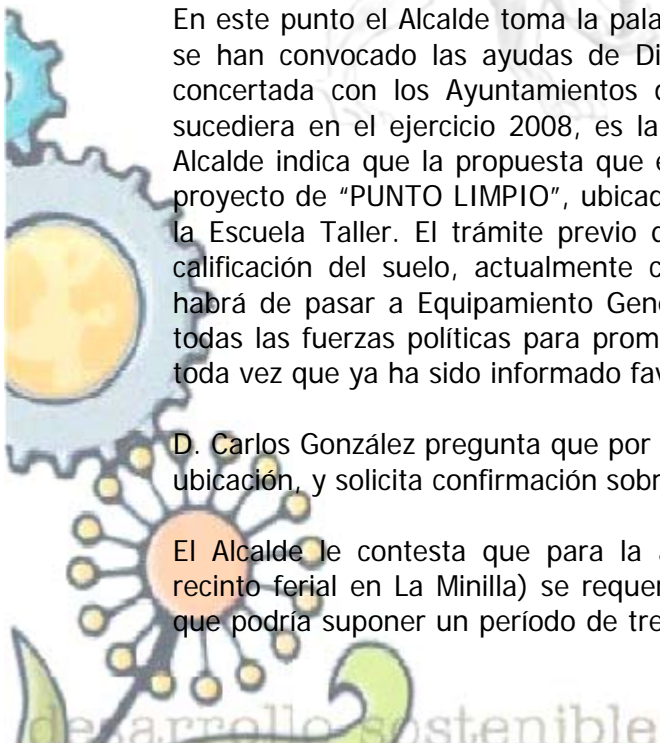 En este punto el Alcalde toma la pala
se han convocado las ayudas de Di
concertada con los Ayuntamientos
sucediera en el ejercicio 2008, es la
Alcalde indica que la propuesta que
proyecto de “PUNTO LIMPIO”, ubicad
la Escuela Taller. El trámite previo
calificación del suelo, actualmente
habrá de pasar a Equipamiento Gen
todas las fuerzas políticas para prom
toda vez que ya ha sido informado fav
D. Carlos González pregunta que por
ubicación, y solicita confirmación sobr
El Alcalde le contesta que para la a
recinto ferial en La Minilla) se requer
que podría suponer un período de tre
desarrollo sostenible